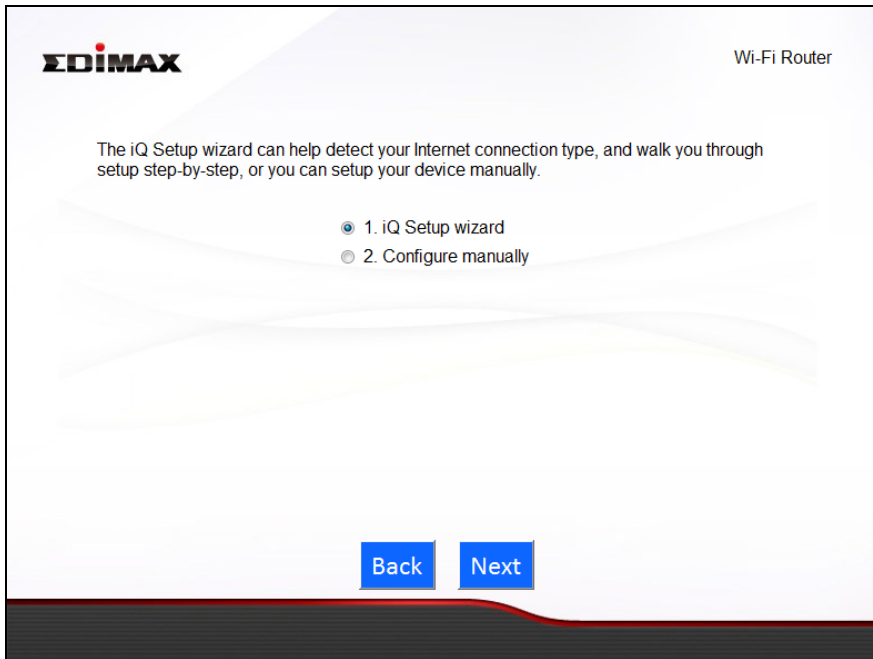 EDIMAX
Wi-Fi Router
The iQ Setup wizard can help detect your Internet connection type, and walk you through
setup step-by-step, or you can setup your device manually.
1. iQ Setup wizard
2. Configure manually
Back
Next